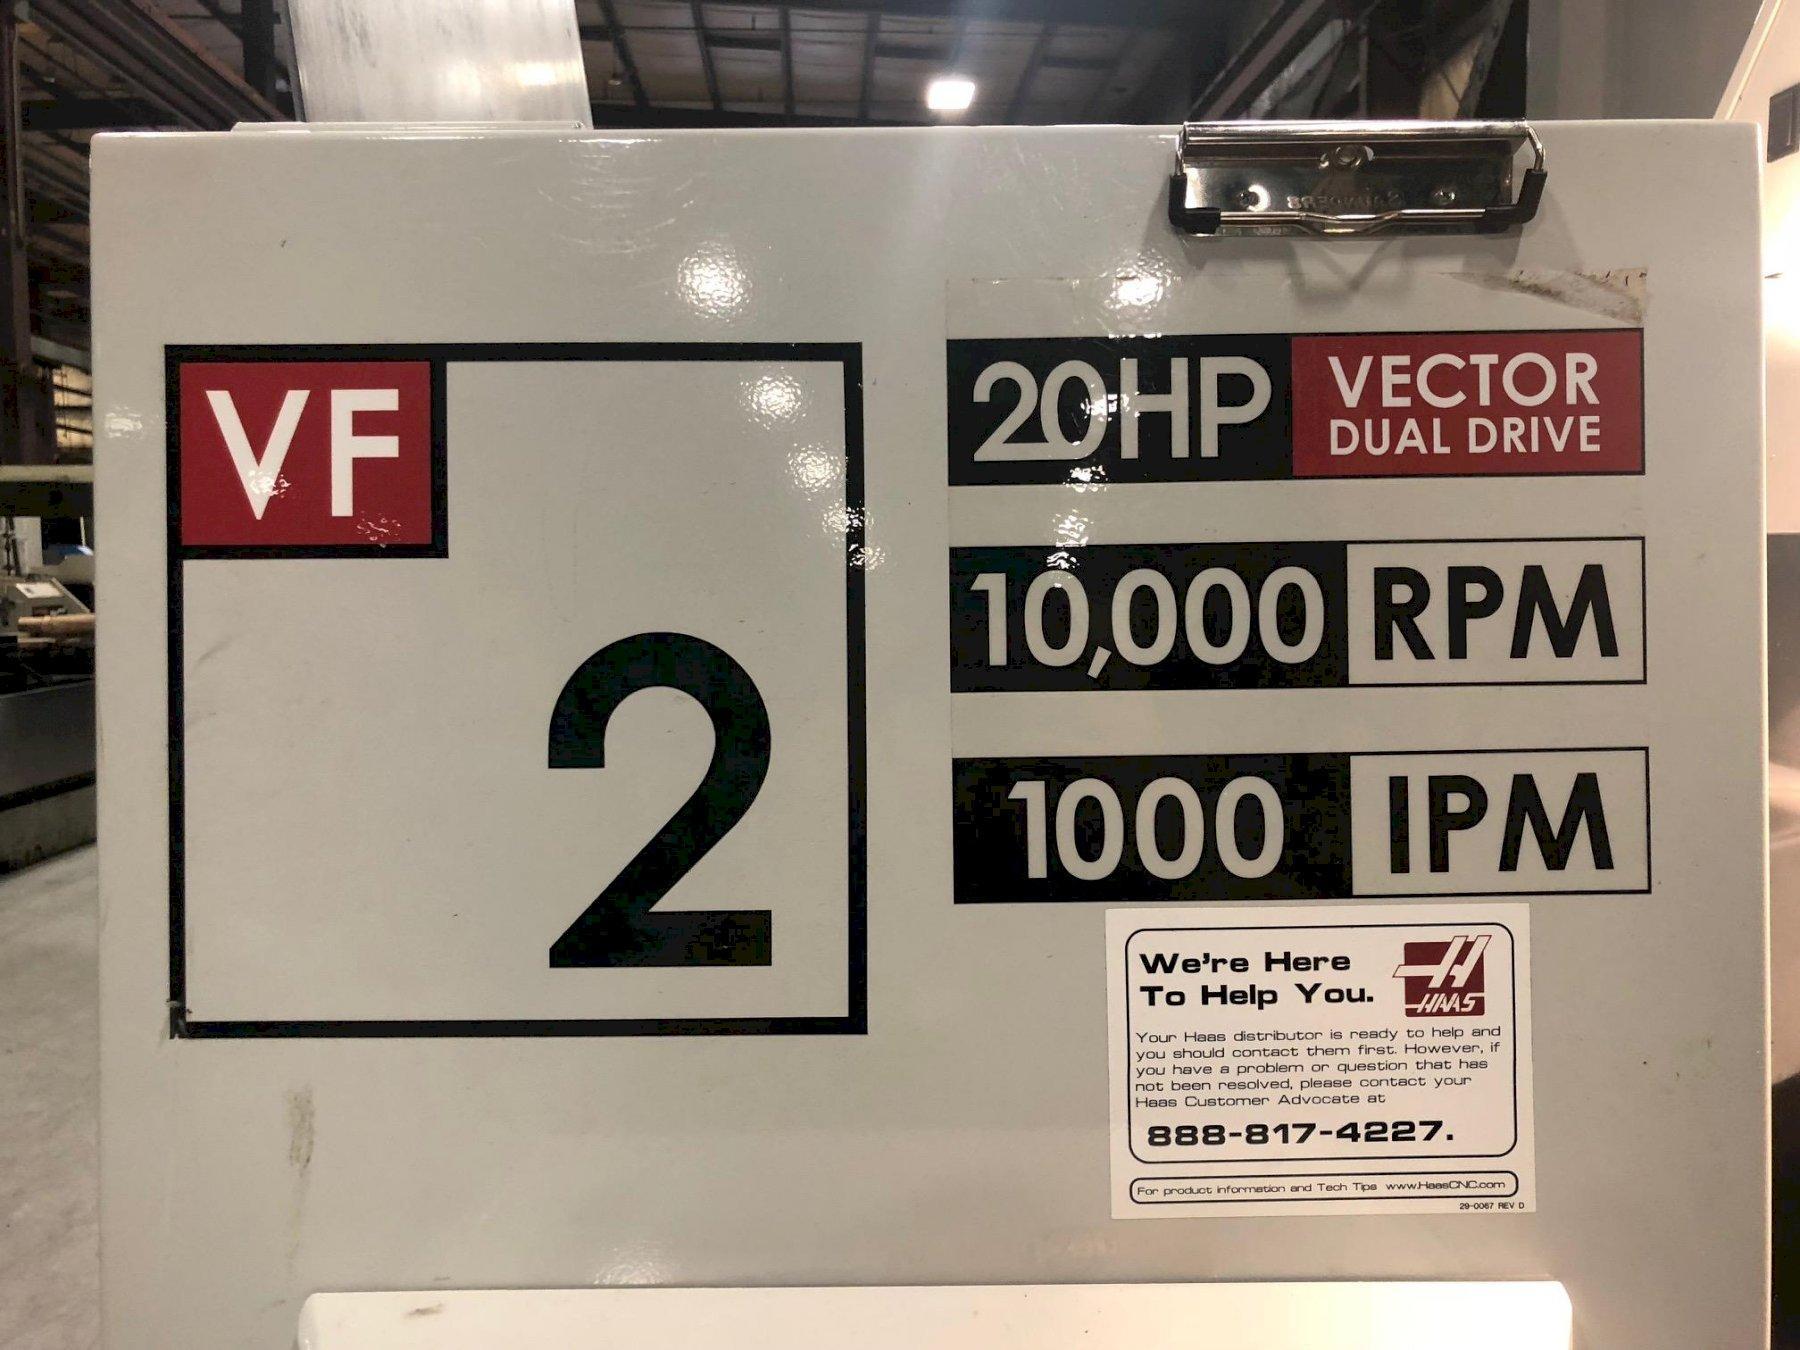 VF
2
20HP VECTOR
DUAL DRIVE
10,000 RPM
1000 IPM
We're Here
To Help You.
HAAS
Your Haas distributor is ready to help and
you should contact them first. However, if
you have a problem or question that has
not been resolved, please contact your
Haas Customer Advocate at
888-817-4227.
For product information and Tech Tips www.HaasCNC.com
29-0067 REV D